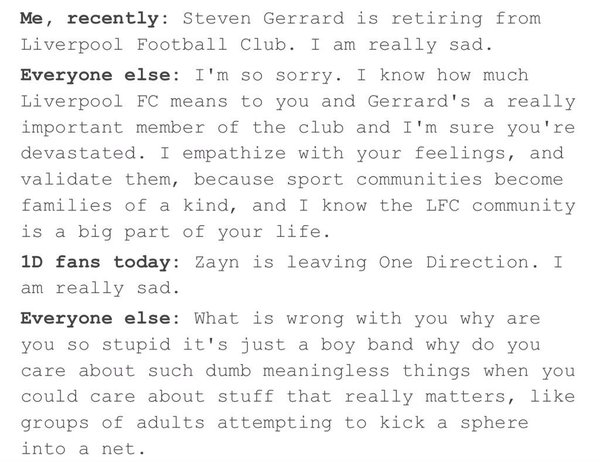 Me, recently: Steven Gerrard is retiring from
Liverpool Football Club. I am really sad.
Everyone else: I'm so sorry. I know how much
Liverpool FC means to you and Gerrard's a really
important member of the club and I'm sure you're
devastated. I empathize with your feelings, and
validate them, because sport communities become
families of a kind, and I know the LFC community
is a big part of your life.
1D fans today: Zayn is leaving One Direction. I
am really sad.
Everyone else: What is wrong with you why are
you so stupid it's just a boy band why do you
care about such dumb meaningless things when you
could care about stuff that really matters, like
groups of adults attempting to kick a sphere
into a net.